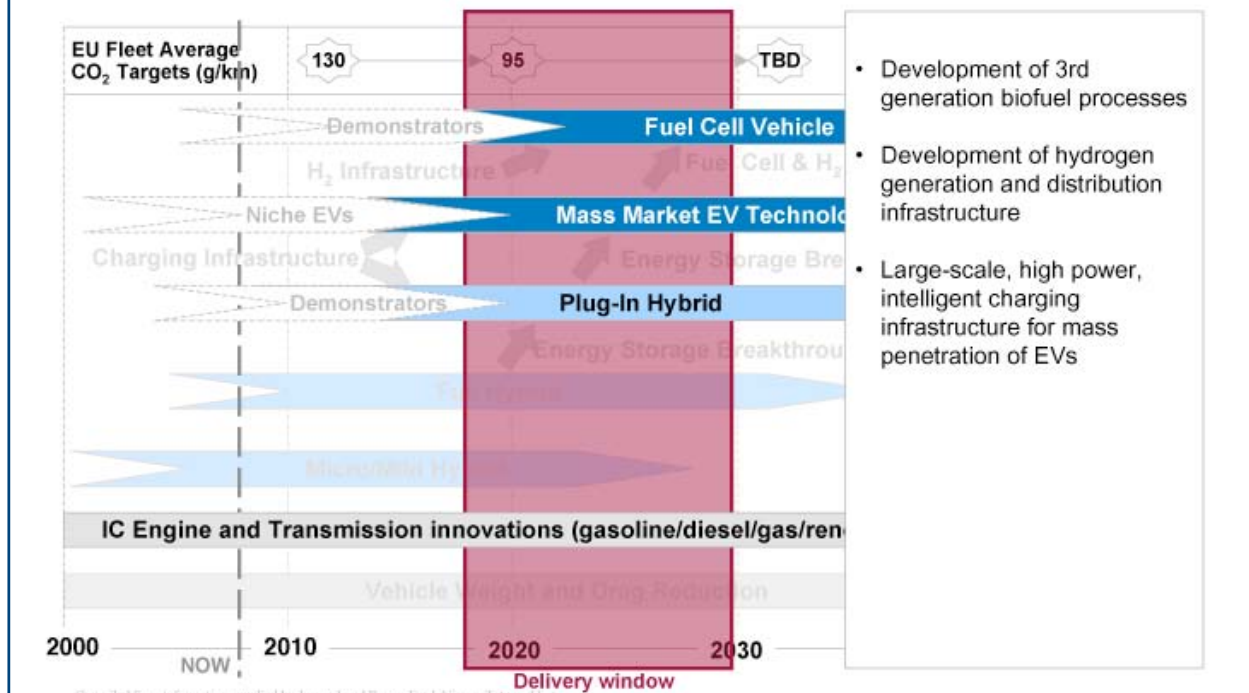 EU Fleet Average
CO₂ Targets (g/km)
130
95
TBD
Demonstrators
Fuel Cell Vehicle
H₂ Infrastructure
Fuel Cell & H₂
Niche EVs
Mass Market EV Technolo
Charging Infrastructure
Energy Storage Bre
Demonstrators
Plug-In Hybrid
Energy Storage Breakthrou
Full Hybrid
Micro/Mild Hybrid
IC Engine and Transmission innovations (gasoline/diesel/gas/ren
Vehicle Weight and Drag Reduction
2000
NOW
2010
2020
2030
Delivery window
• Development of 3rd
generation biofuel processes
• Development of hydrogen
generation and distribution
infrastructure
• Large-scale, high power,
intelligent charging
infrastructure for mass
penetration of EVs